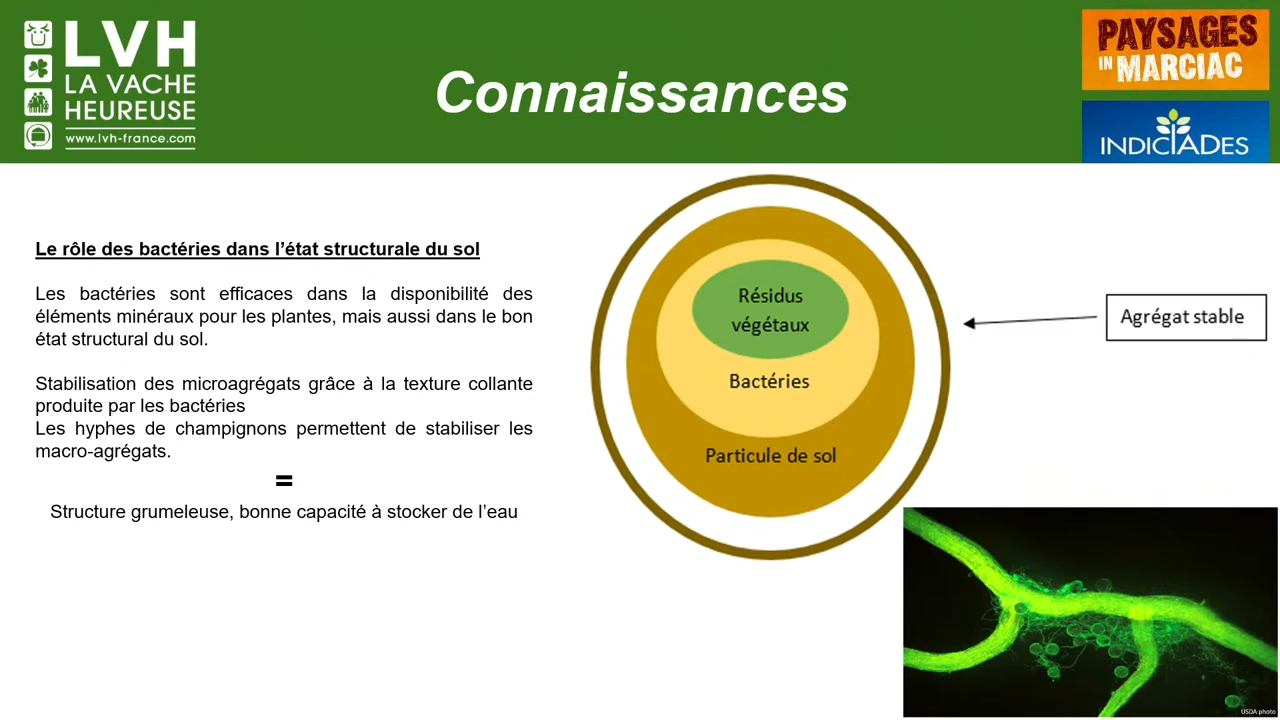 LVH
LA VACHE
HEUREUSE
www.lvh-france.com
Connaissances
PAYSAGES
IN MARCIAC
INDICIADES
Le rôle des bactéries dans l’état structurale du sol
Les bactéries sont efficaces dans la disponibilité des
éléments minéraux pour les plantes, mais aussi dans le bon
état structural du sol.
Stabilisation des microagrégats grâce à la texture collante
produite par les bactéries
Les hyphes de champignons permettent de stabiliser les
macro-agrégats.
=
Structure grumeleuse, bonne capacité à stocker de l’eau
Résidus
végétaux
Bactéries
Particule de sol
Agrégat stable
USDA photo